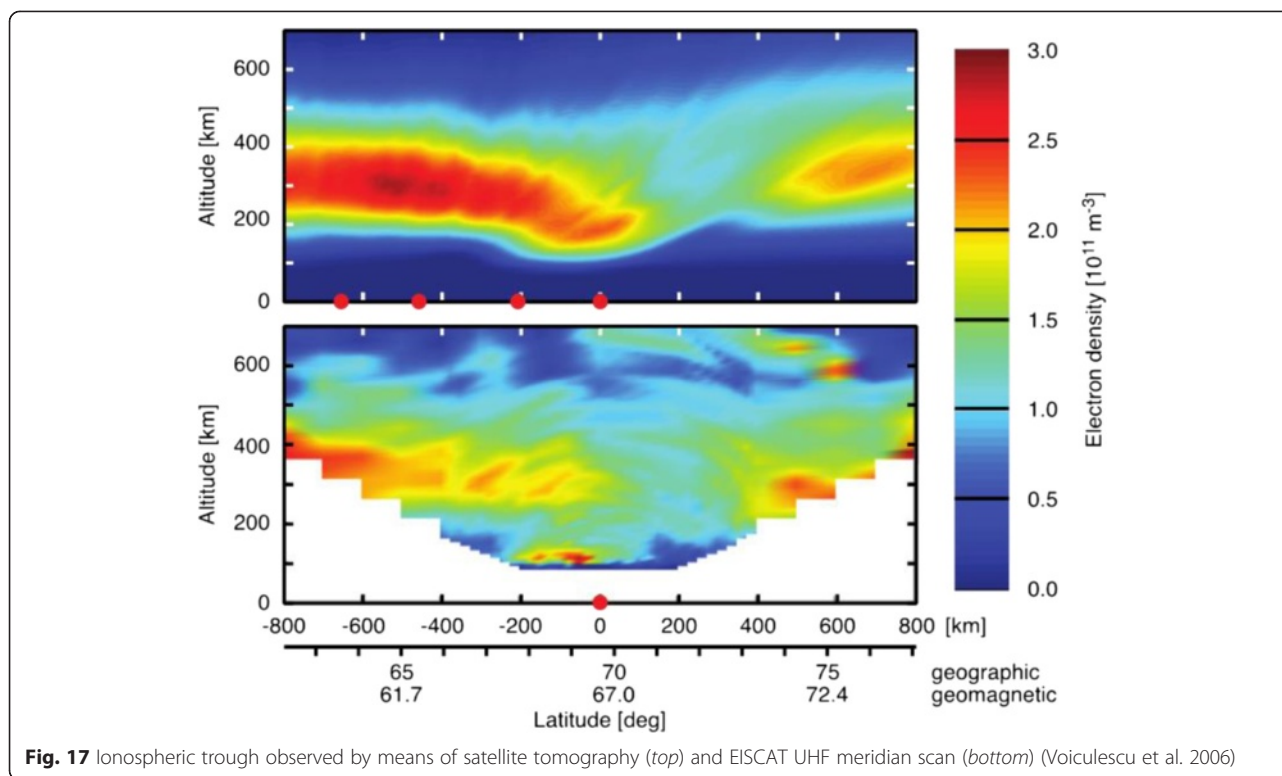 600
400
200
0
Altitude [km]
600
400
200
0
Altitude [km]
-800 -600 -400 -200 0 200 400 600 800 [km]
65 70 75 geographic
61.7 67.0 72.4 geomagnetic
Latitude [deg]
3.0
2.5
2.0
1.5
1.0
0.5
0.0
Electron density [10¹¹ m⁻³]
Fig. 17 Ionospheric trough observed by means of satellite tomography (top) and EISCAT UHF meridian scan (bottom) (Voiculescu et al. 2006)